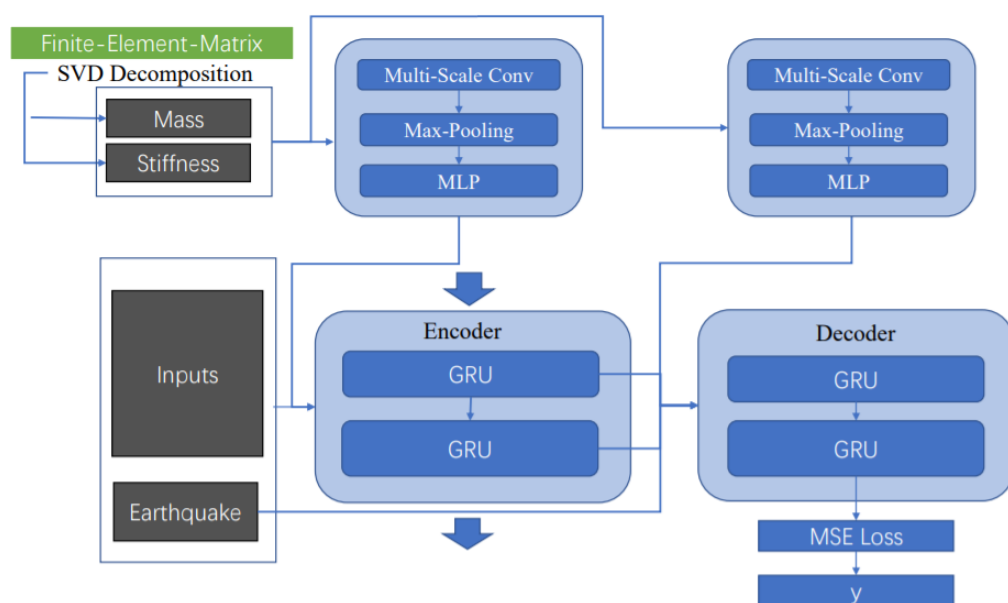 Finite-Element-Matrix
SVD Decomposition
Mass
Stiffness
Multi-Scale Conv
Max-Pooling
MLP
Multi-Scale Conv
Max-Pooling
MLP
Inputs
Earthquake
Encoder
GRU
GRU
Decoder
GRU
GRU
MSE Loss
y